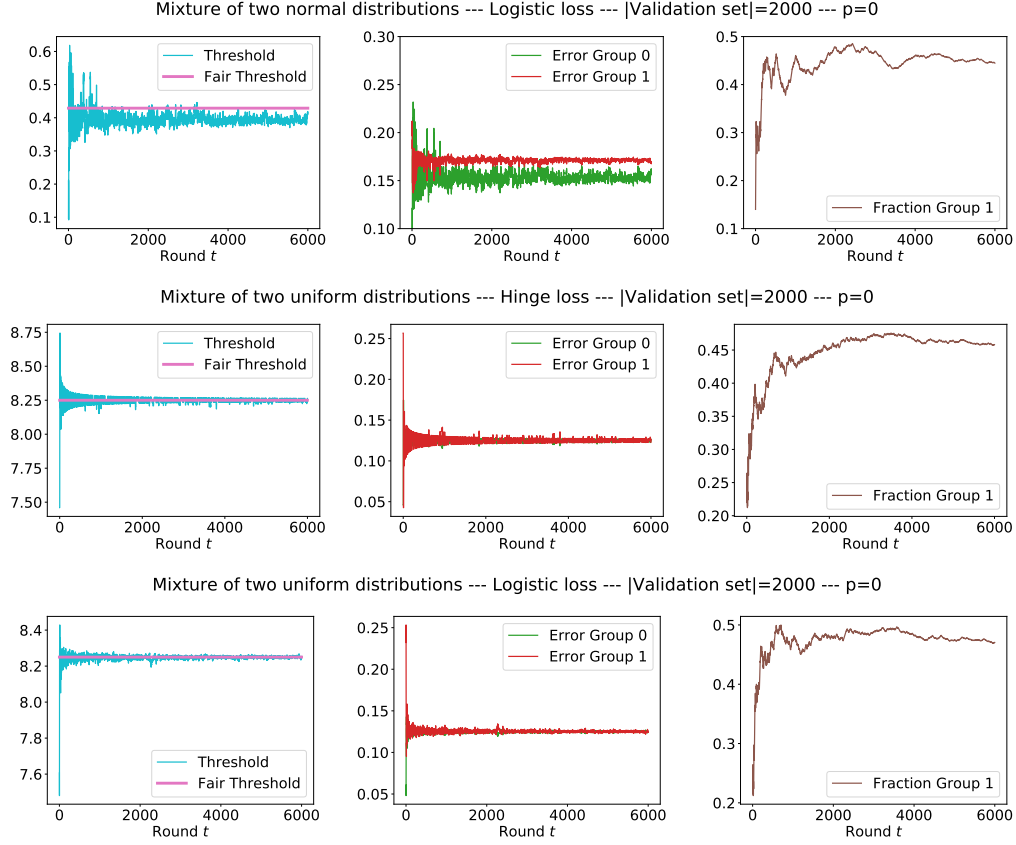 Mixture of two normal distributions --- Logistic loss --- |Validation set|=2000 --- p=0
0.6
0.5
0.4
0.3
0.2
0.1
0 2000 4000 6000
Round t
Threshold
Fair Threshold
0.30
0.25
0.20
0.15
0.10
0 2000 4000 6000
Round t
Error Group 0
Error Group 1
0.5
0.4
0.3
0.2
0.1
0 2000 4000 6000
Round t
Fraction Group 1
Mixture of two uniform distributions --- Hinge loss --- |Validation set|=2000 --- p=0
8.75
8.50
8.25
8.00
7.75
7.50
0 2000 4000 6000
Round t
Threshold
Fair Threshold
0.25
0.20
0.15
0.10
0.05
0 2000 4000 6000
Round t
Error Group 0
Error Group 1
0.45
0.40
0.35
0.30
0.25
0.20
0 2000 4000 6000
Round t
Fraction Group 1
Mixture of two uniform distributions --- Logistic loss --- |Validation set|=2000 --- p=0
8.4
8.2
8.0
7.8
7.6
0 2000 4000 6000
Round t
Threshold
Fair Threshold
0.25
0.20
0.15
0.10
0.05
0 2000 4000 6000
Round t
Error Group 0
Error Group 1
0.5
0.4
0.3
0.2
0 2000 4000 6000
Round t
Fraction Group 1